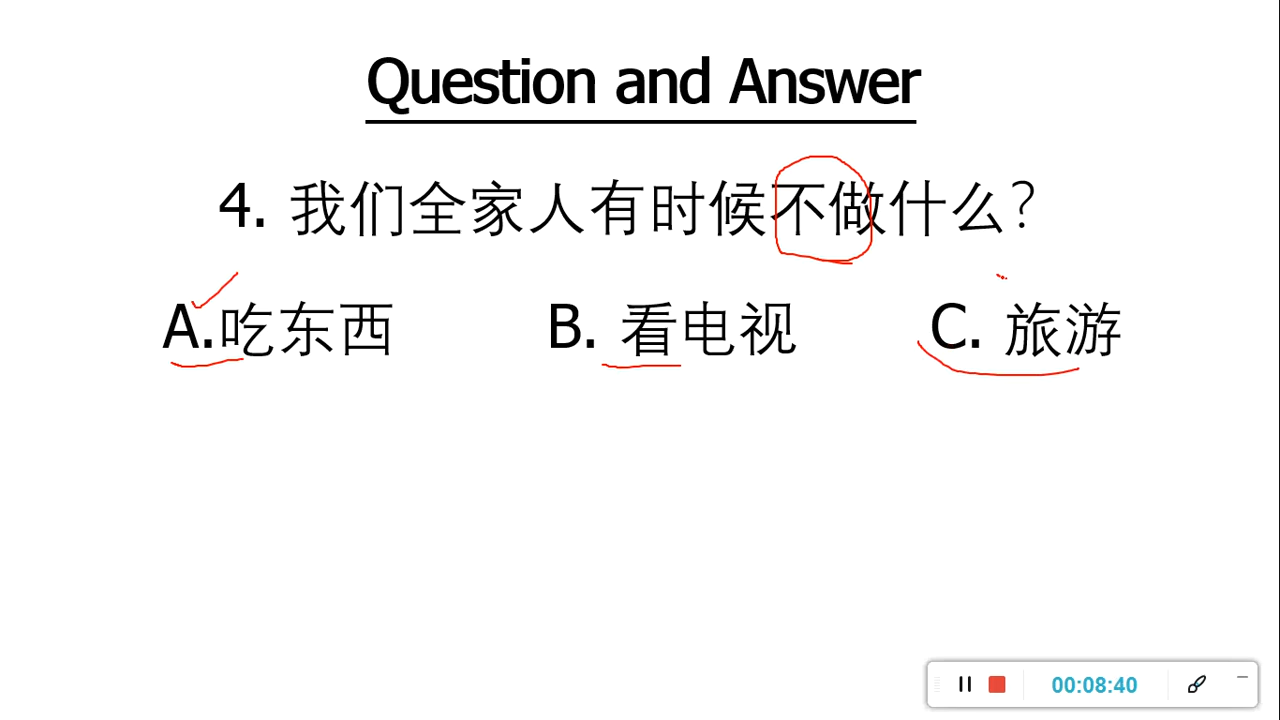 Question and Answer
4. 我们全家人有时候不做什么?
A.吃东西 B. 看电视 C. 旅游
00:08:40